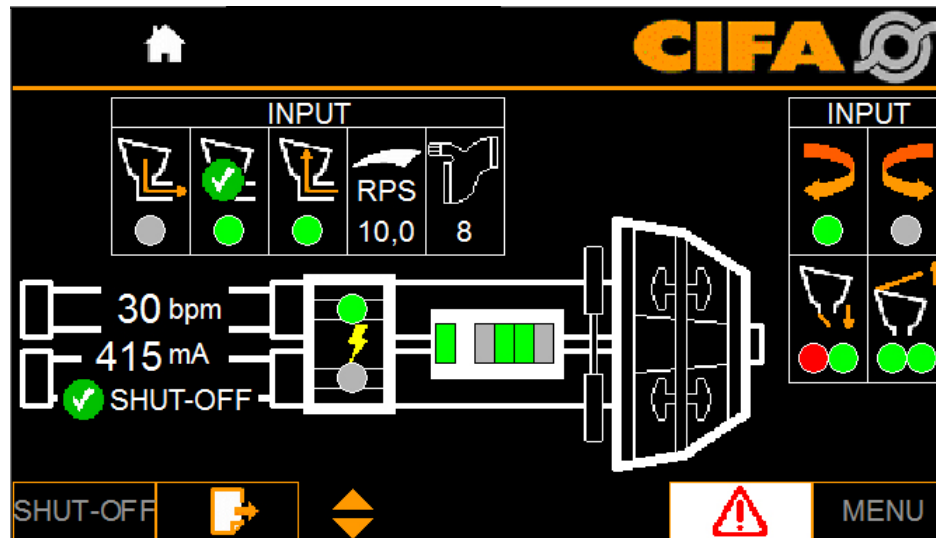 CIFA
INPUT
INPUT
RPS
10,0
8
30 bpm
415 mA
SHUT-OFF
SHUT-OFF
MENU